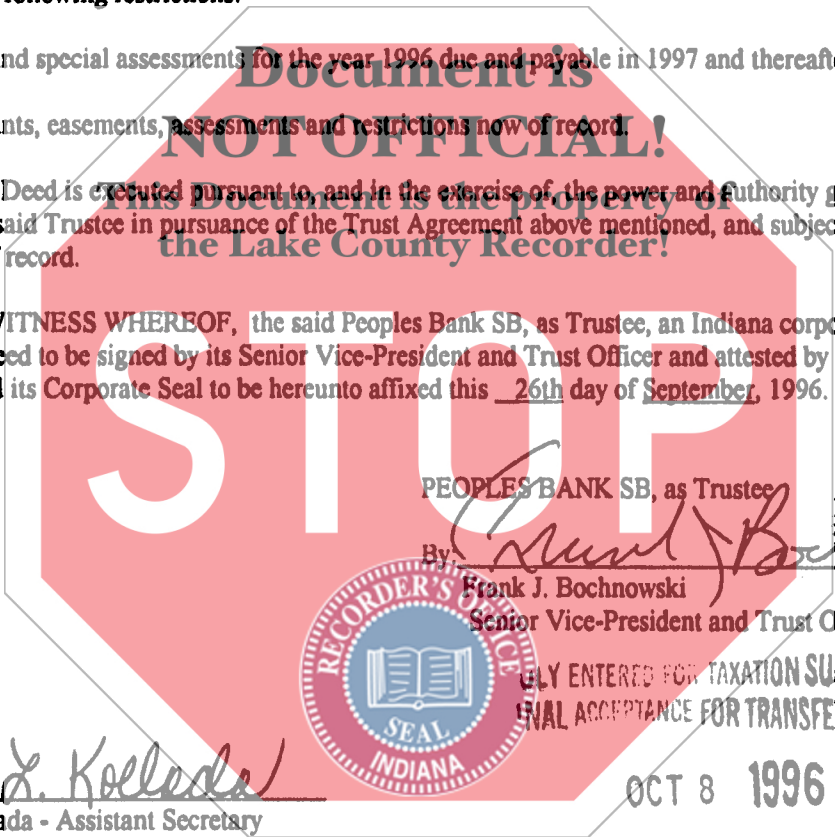 following restrictions:
nd special assessments for the year 1996 due and payable in 1997 and thereafte
Document is
nts, easements, assessments and restrictions now of record.
NOT OFFICIAL!
Deed is executed pursuant to, and in the exercise of, the power and authority g
This Document is the property of
said Trustee in pursuance of the Trust Agreement above mentioned, and subjec
the Lake County Recorder!
record.
ITNESS WHEREOF, the said Peoples Bank SB, as Trustee, an Indiana corpo
eed to be signed by its Senior Vice-President and Trust Officer and attested by
its Corporate Seal to be hereunto affixed this 26th day of September, 1996.
STOP
PEOPLES BANK SB, as Trustee
By:
Frank J. Bochnowski
Senior Vice-President and Trust O
RECORDER'S OFFICE
SEAL
INDIANA
LY ENTERED FOR TAXATION SU
NAL ACCEPTANCE FOR TRANSFE
OCT 8 1996
L. Kollada
ada - Assistant Secretary